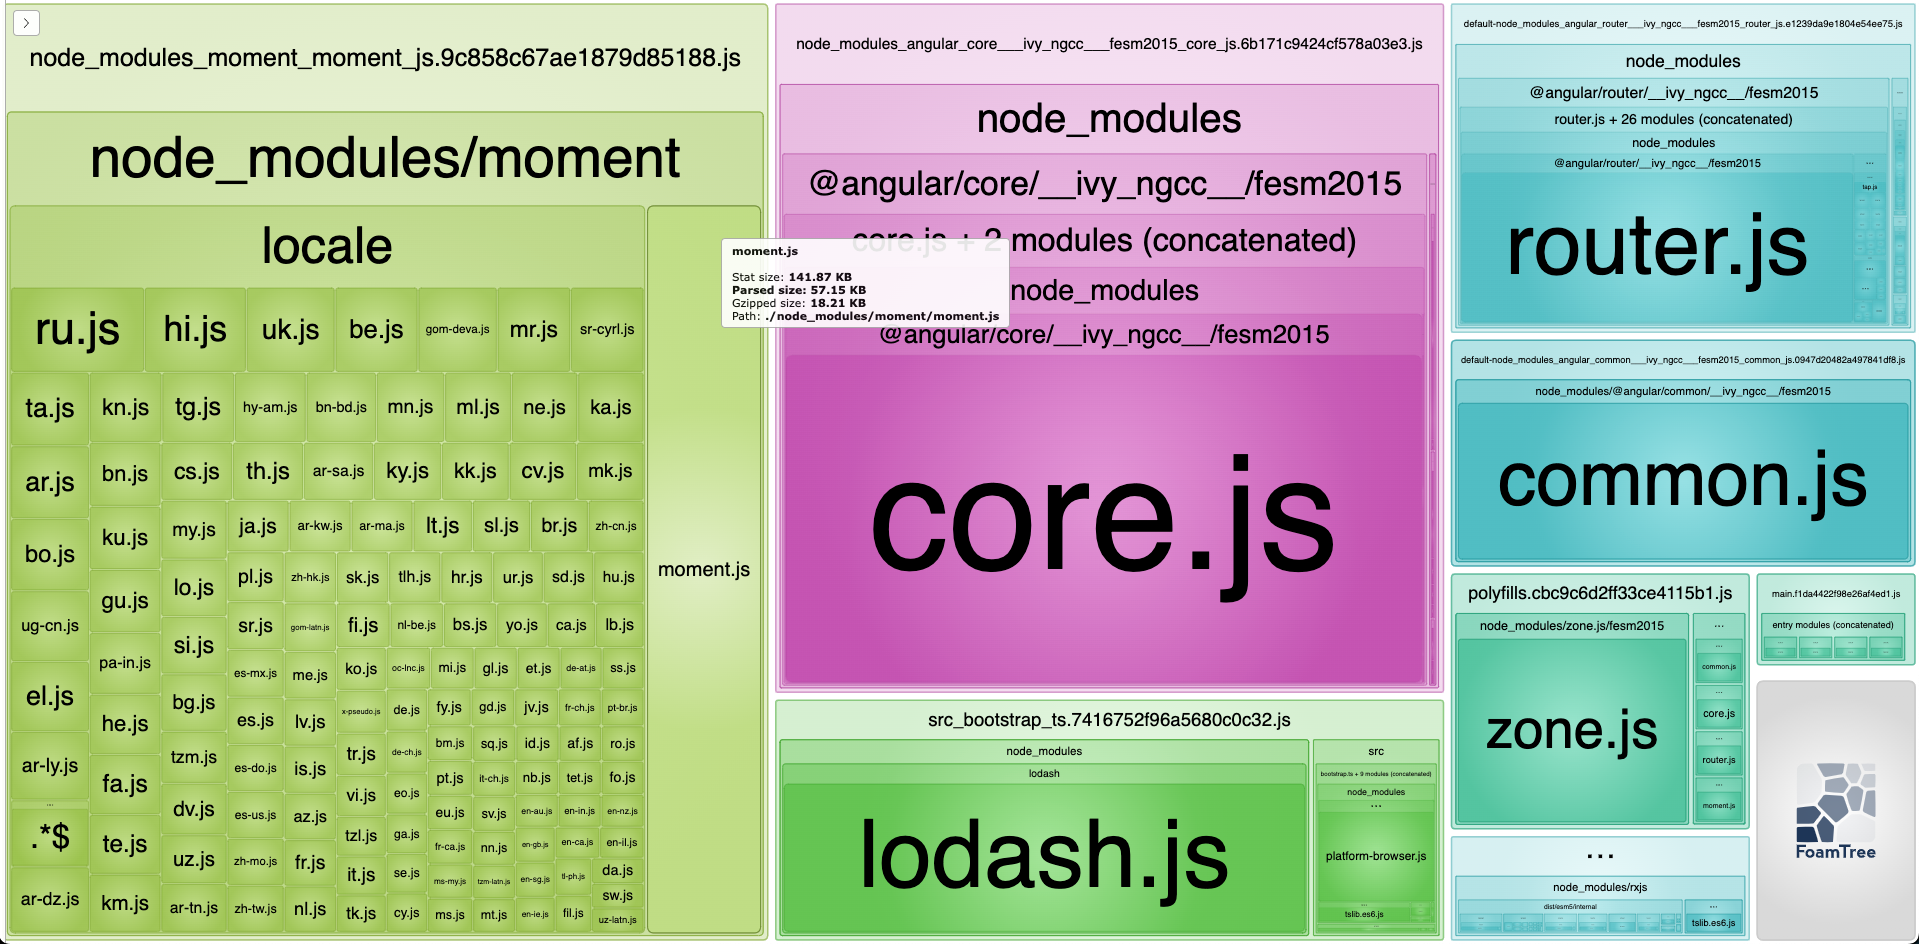 node_modules_moment_moment_js.9c858c67ae1879d85188.js
node_modules/moment
locale
ru.js hi.js uk.js be.js gom-deva.js mr.js sr-cyrl.js
ta.js kn.js tg.js hy-am.js bn-bd.js mn.js ml.js ne.js ka.js
ar.js bn.js cs.js th.js ar-sa.js ky.js kk.js cv.js mk.js
bo.js ku.js my.js ja.js ar-kw.js ar-ma.js lt.js sl.js br.js zh-cn.js
gu.js lo.js pl.js zh-hk.js sk.js tlh.js hr.js ur.js sd.js hu.js
ug-cn.js pa-in.js si.js sr.js gom-latn.js fi.js nl-be.js bs.js yo.js ca.js lb.js
el.js he.js bg.js es-mx.js me.js ko.js oc-lnc.js mi.js gl.js et.js de-at.js ss.js
es.js lv.js x-pseudo.js de.js fy.js gd.js jv.js fr-ch.js pt-br.js
ar-ly.js fa.js tzm.js es-do.js is.js tr.js de-ch.js bm.js sq.js id.js af.js ro.js
pt.js it-ch.js nb.js tet.js fo.js
...
.*$ te.js dv.js es-us.js az.js vi.js eo.js eu.js sv.js en-au.js en-in.js en-nz.js
uz.js zh-mo.js fr.js tzl.js ga.js fr-ca.js nn.js en-gb.js en-ca.js en-il.js
it.js se.js ms-my.js tzm-latn.js en-sg.js tl-ph.js da.js
sw.js
ar-dz.js km.js ar-tn.js zh-tw.js nl.js tk.js cy.js ms.js mt.js en-ie.js fil.js uz-latn.js
moment.js
moment.js
Stat size: 141.87 KB
Parsed size: 57.15 KB
Gzipped size: 18.21 KB
Path: ./node_modules/moment/moment.js
node_modules_angular_core___ivy_ngcc___fesm2015_core_js.6b171c9424cf578a03e3.js
node_modules
@angular/core/__ivy_ngcc__/fesm2015
core.js + 2 modules (concatenated)
node_modules
@angular/core/__ivy_ngcc__/fesm2015
core.js
src_bootstrap_ts.7416752f96a5680c0c32.js
node_modules
lodash
lodash.js
src
bootstrap.ts + 9 modules (concatenated)
node_modules
...
platform-browser.js
tslib.es6.js
default-node_modules_angular_router___ivy_ngcc___fesm2015_router_js.e1239da9e1804e54ee75.js
node_modules
@angular/router/__ivy_ngcc__/fesm2015
router.js + 26 modules (concatenated)
node_modules
@angular/router/__ivy_ngcc__/fesm2015
router.js
...
...
tap.js
...
...
...
default-node_modules_angular_common___ivy_ngcc___fesm2015_common_js.0947d20482a497841df8.js
node_modules/@angular/common/__ivy_ngcc__/fesm2015
common.js
polyfills.cbc9c6d2ff33ce4115b1.js
node_modules/zone.js/fesm2015
zone.js
...
...
common.js
...
core.js
...
router.js
...
moment.js
main.f1da4422f98e26af4ed1.js
entry modules (concatenated)
...
node_modules/rxjs
dist/esm5/internal
...
tslib.es6.js
FoamTree